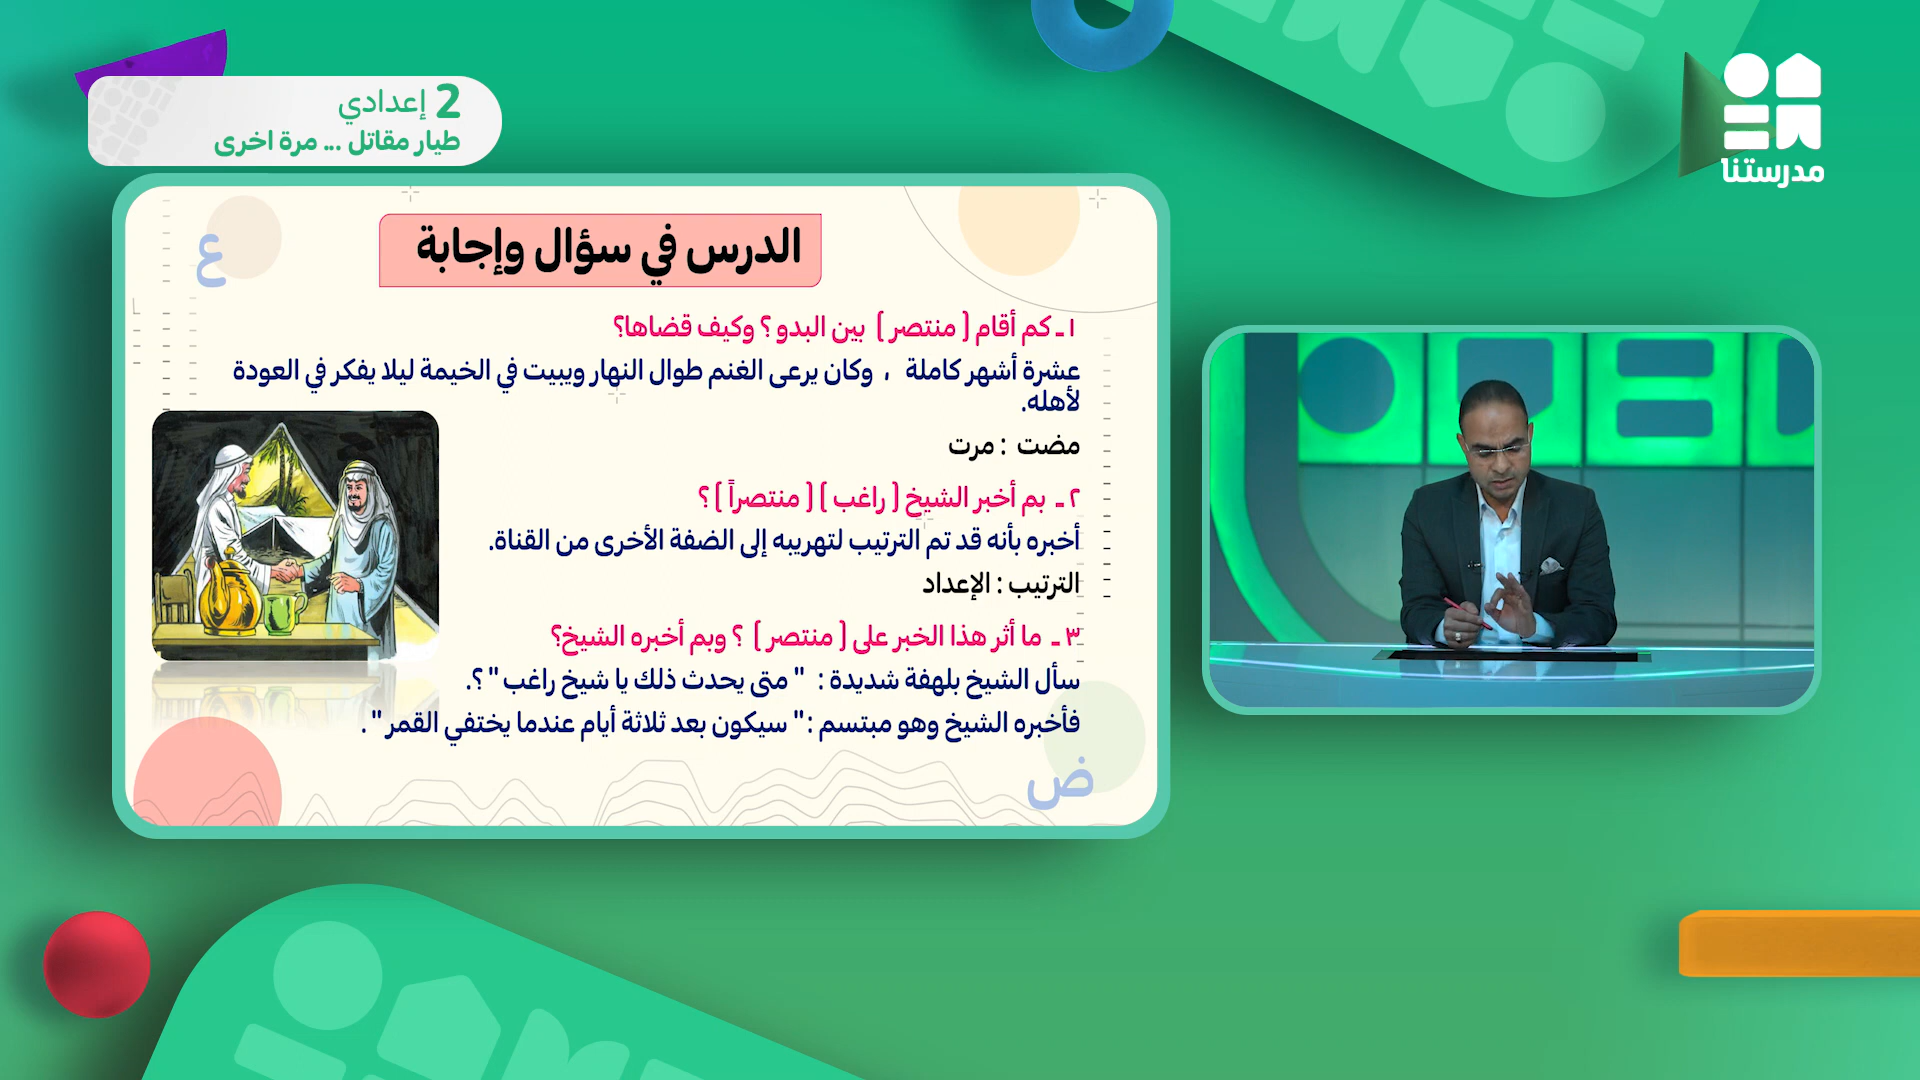 2 إعدادي
طيار مقاتل ... مرة اخرى
مدرستنا
ع
الدرس في سؤال وإجابة
١ ـ كم أقام ( منتصر ) بين البدو ؟ وكيف قضاها؟
عشرة أشهر كاملة ، وكان يرعى الغنم طوال النهار ويبيت في الخيمة ليلا يفكر في العودة
لأهله.
مضت : مرت
٢ ـ بم أخبر الشيخ ( راغب ) ( منتصراً ) ؟
أخبره بأنه قد تم الترتيب لتهريبه إلى الضفة الأخرى من القناة.
الترتيب : الإعداد
٣ ـ ما أثر هذا الخبر على ( منتصر ) ؟ وبم أخبره الشيخ؟
سأل الشيخ بلهفة شديدة : " متى يحدث ذلك يا شيخ راغب " ؟.
فأخبره الشيخ وهو مبتسم : " سيكون بعد ثلاثة أيام عندما يختفي القمر " .
ض